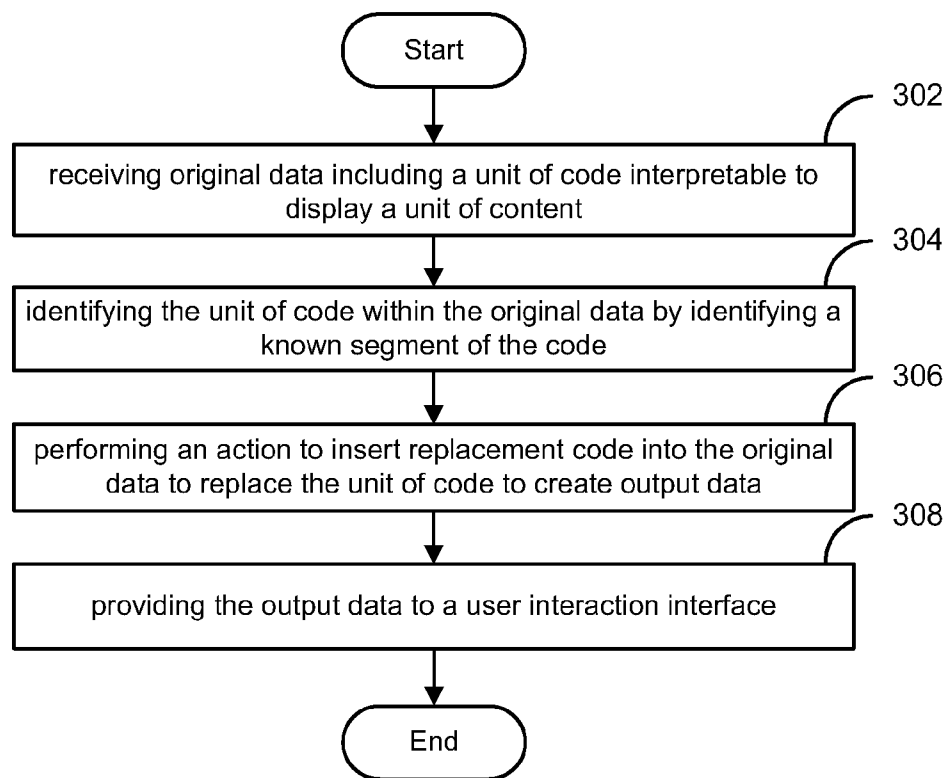 Start
302
receiving original data including a unit of code interpretable to
display a unit of content
304
identifying the unit of code within the original data by identifying a
known segment of the code
306
performing an action to insert replacement code into the original
data to replace the unit of code to create output data
308
providing the output data to a user interaction interface
End